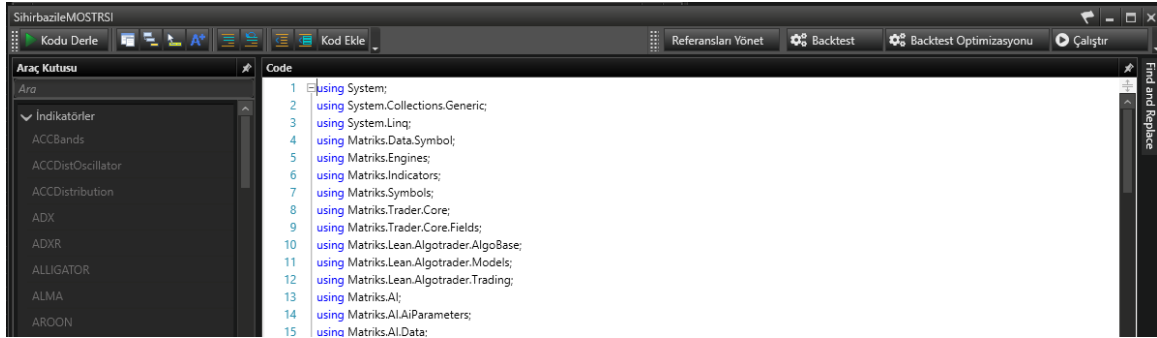 SihirbazileMOSTRSI
Kodu Derle Kod Ekle Referansları Yönet Backtest Backtest Optimizasyonu Çalıştır
Araç Kutusu
Ara
İndikatörler
ACCBands
ACCDistOscillator
ACCDistribution
ADX
ADXR
ALLIGATOR
ALMA
AROON
Code
1 using System;
2 using System.Collections.Generic;
3 using System.Linq;
4 using Matriks.Data.Symbol;
5 using Matriks.Engines;
6 using Matriks.Indicators;
7 using Matriks.Symbols;
8 using Matriks.Trader.Core;
9 using Matriks.Trader.Core.Fields;
10 using Matriks.Lean.Algotrader.AlgoBase;
11 using Matriks.Lean.Algotrader.Models;
12 using Matriks.Lean.Algotrader.Trading;
13 using Matriks.AI;
14 using Matriks.AI.AiParameters;
15 using Matriks.AI.Data;
Find and Replace